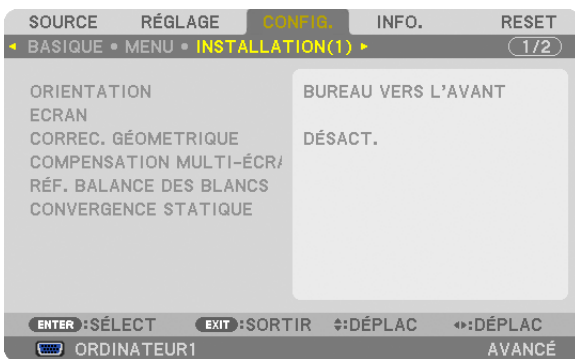 SOURCE RÉGLAGE CONFIG. INFO. RESET
BASIQUE • MENU • INSTALLATION(1) 1/2
ORIENTATION BUREAU VERS L'AVANT
ECRAN
CORREC. GÉOMETRIQUE DÉSACT.
COMPENSATION MULTI-ÉCRA
RÉF. BALANCE DES BLANCS
CONVERGENCE STATIQUE
ENTER :SÉLECT EXIT :SORTIR :DÉPLAC :DÉPLAC
ORDINATEUR1 AVANCÉ